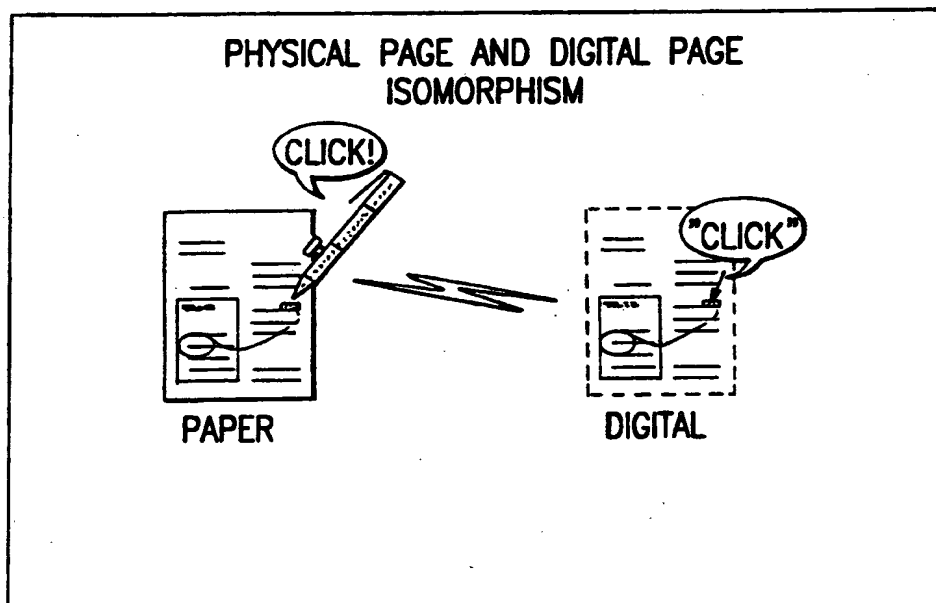 PHYSICAL PAGE AND DIGITAL PAGE
ISOMORPHISM
CLICK!
"CLICK"
PAPER
DIGITAL